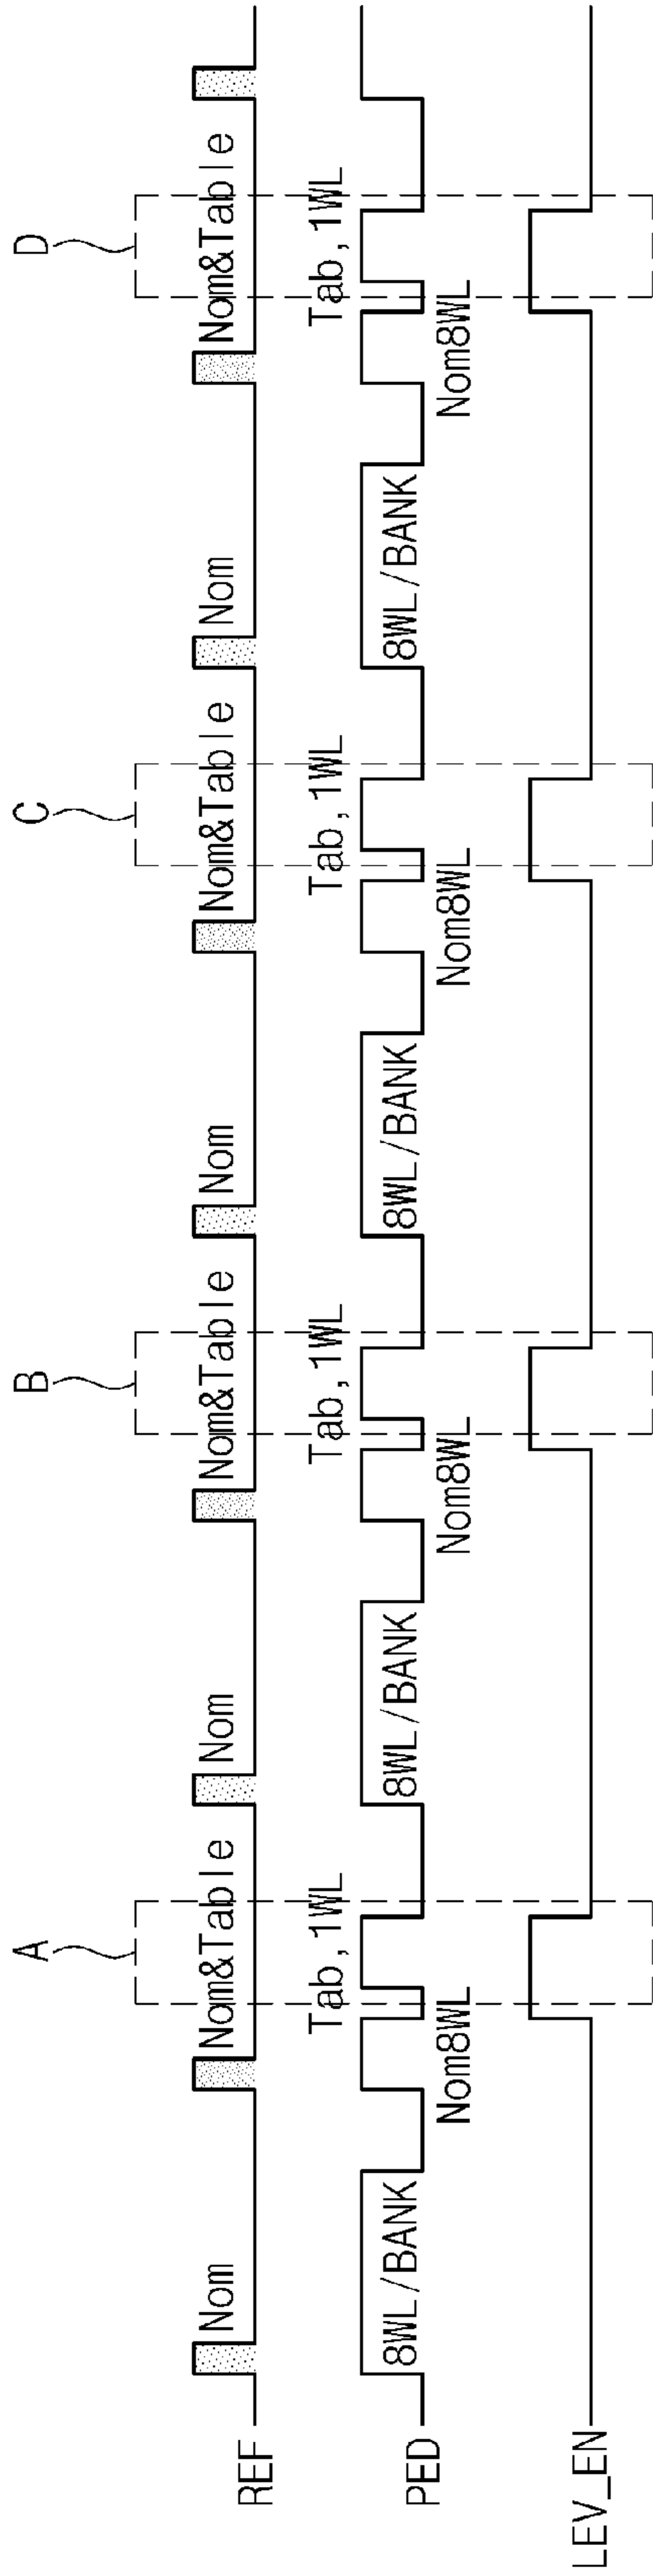 A
B
C
D
REF
Nom
Nom&Table
Nom
Nom&Table
Nom
Nom&Table
Nom
Nom&Table
Tab,1WL
Tab,1WL
Tab,1WL
Tab,1WL
PED
8WL/BANK
8WL/BANK
8WL/BANK
8WL/BANK
Nom8WL
Nom8WL
Nom8WL
Nom8WL
LEV_EN